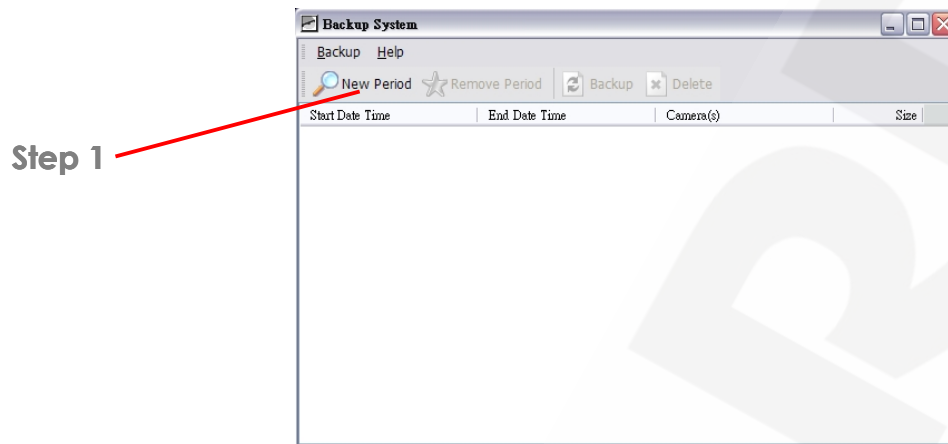 Backup System
Backup Help
New Period Remove Period Backup Delete
Start Date Time End Date Time Camera(s) Size
Step 1